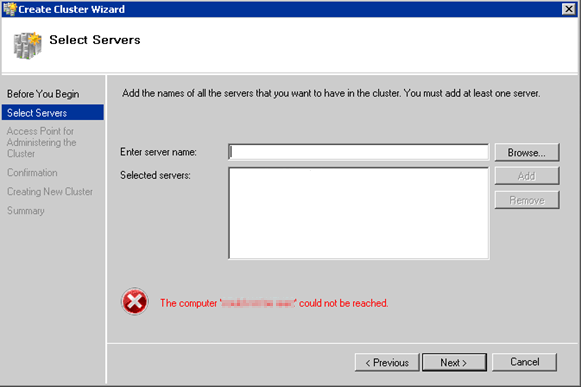 Create Cluster Wizard
Select Servers
Before You Begin
Select Servers
Access Point for
Administering the
Cluster
Confirmation
Creating New Cluster
Summary
Add the names of all the servers that you want to have in the cluster. You must add at least one server.
Enter server name:
Browse...
Selected servers:
Add
Remove
The computer '' could not be reached.
< Previous
Next >
Cancel